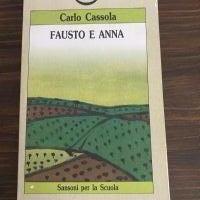 Carlo Cassola
FAUSTO E ANNA
Sansoni per la Scuola